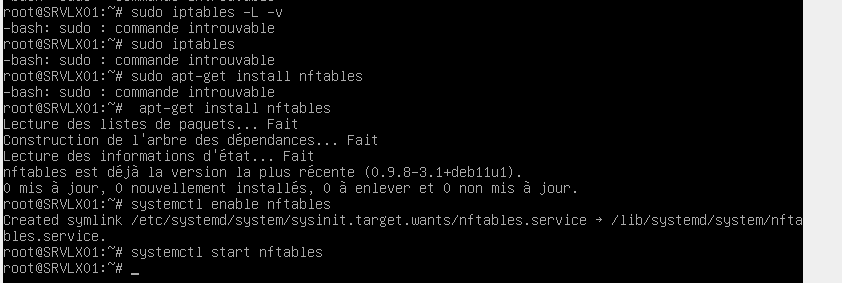 root@SRVLX01:~# sudo iptables -L -v
-bash: sudo : commande introuvable
root@SRVLX01:~# sudo iptables
-bash: sudo : commande introuvable
root@SRVLX01:~# sudo apt-get install nftables
-bash: sudo : commande introuvable
root@SRVLX01:~#  apt-get install nftables
Lecture des listes de paquets... Fait
Construction de l'arbre des dépendances... Fait
Lecture des informations d'état... Fait
nftables est déjà la version la plus récente (0.9.8-3.1+deb11u1).
0 mis à jour, 0 nouvellement installés, 0 à enlever et 0 non mis à jour.
root@SRVLX01:~# systemctl enable nftables
Created symlink /etc/systemd/system/sysinit.target.wants/nftables.service → /lib/systemd/system/nfta
bles.service.
root@SRVLX01:~# systemctl start nftables
root@SRVLX01:~# _